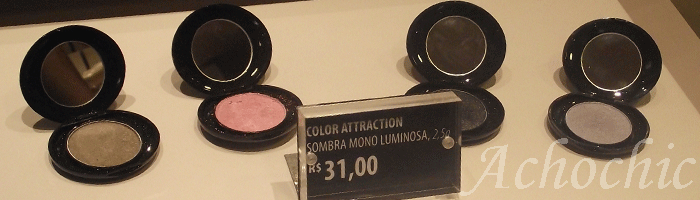 COLOR ATTRACTION
SOMBRA MONO LUMINOSA, 2,5g
R$ 31,00
Achochic